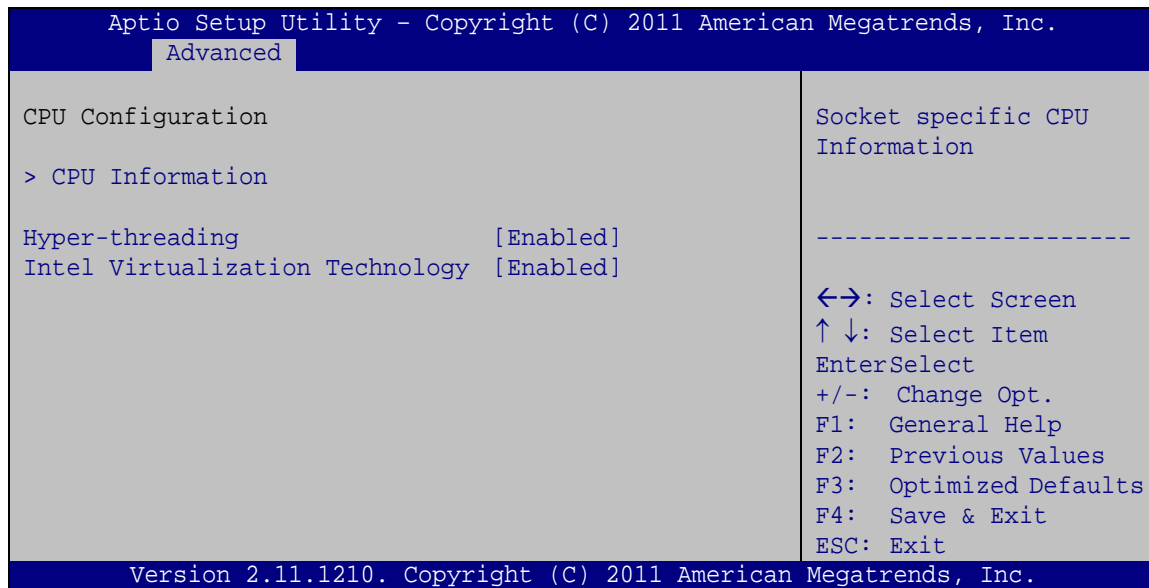 Aptio Setup Utility – Copyright (C) 2011 American Megatrends, Inc.
Advanced
CPU Configuration
> CPU Information
Hyper-threading [Enabled]
Intel Virtualization Technology [Enabled]
Socket specific CPU
Information
----------------------
←→: Select Screen
↑ ↓: Select Item
EnterSelect
+/-: Change Opt.
F1: General Help
F2: Previous Values
F3: Optimized Defaults
F4: Save & Exit
ESC: Exit
Version 2.11.1210. Copyright (C) 2011 American Megatrends, Inc.